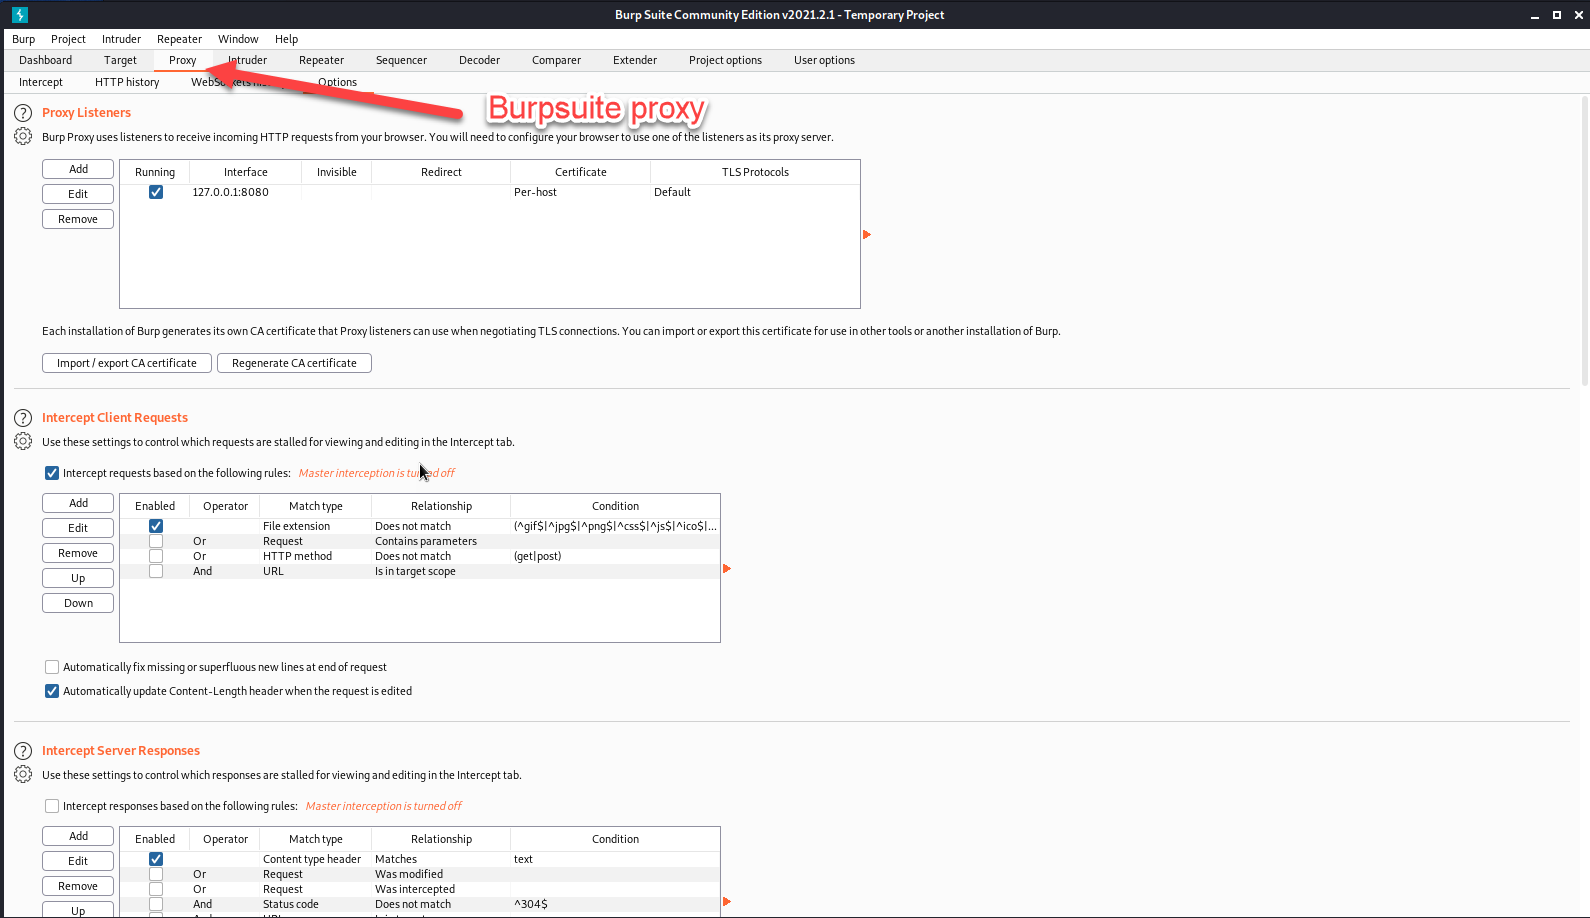 Burp Suite Community Edition v2021.2.1 - Temporary Project
Burp Project Intruder Repeater Window Help
Dashboard Target Proxy Intruder Repeater Sequencer Decoder Comparer Extender Project options User options
Intercept HTTP history Options
Burpsuite proxy
Proxy Listeners
Burp Proxy uses listeners to receive incoming HTTP requests from your browser. You will need to configure your browser to use one of the listeners as its proxy server.
Add
Edit
Remove
Running Interface Invisible Redirect Certificate TLS Protocols
127.0.0.1:8080 Per-host Default
Each installation of Burp generates its own CA certificate that Proxy listeners can use when negotiating TLS connections. You can import or export this certificate for use in other tools or another installation of Burp.
Import / export CA certificate Regenerate CA certificate
Intercept Client Requests
Use these settings to control which requests are stalled for viewing and editing in the Intercept tab.
Intercept requests based on the following rules: Master interception is turned off
Add
Edit
Remove
Up
Down
Enabled Operator Match type Relationship Condition
File extension Does not match (^gif$|^jpg$|^png$|^css$|^js$|^ico$|...
Or Request Contains parameters
Or HTTP method Does not match (get|post)
And URL Is in target scope
Automatically fix missing or superfluous new lines at end of request
Automatically update Content-Length header when the request is edited
Intercept Server Responses
Use these settings to control which responses are stalled for viewing and editing in the Intercept tab.
Intercept responses based on the following rules: Master interception is turned off
Add
Edit
Remove
Up
Enabled Operator Match type Relationship Condition
Content type header Matches text
Or Request Was modified
Or Request Was intercepted
And Status code Does not match ^304$